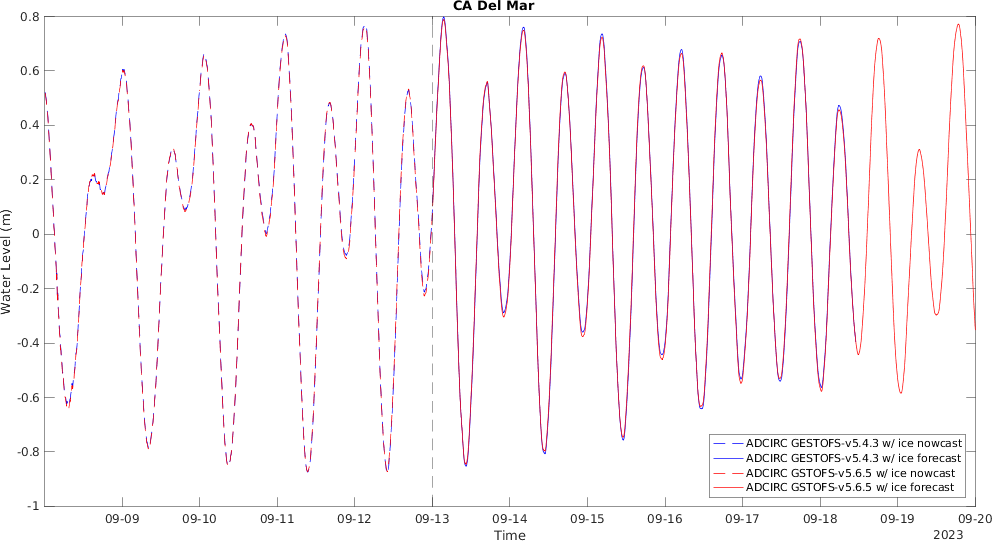 CA Del Mar
0.8
0.6
0.4
0.2
0
-0.2
-0.4
-0.6
-0.8
-1
Water Level (m)
09-09 09-10 09-11 09-12 09-13 09-14 09-15 09-16 09-17 09-18 09-19 09-20
Time
2023
ADCIRC GESTOFS-v5.4.3 w/ ice nowcast
ADCIRC GESTOFS-v5.4.3 w/ ice forecast
ADCIRC GSTOFS-v5.6.5 w/ ice nowcast
ADCIRC GSTOFS-v5.6.5 w/ ice forecast